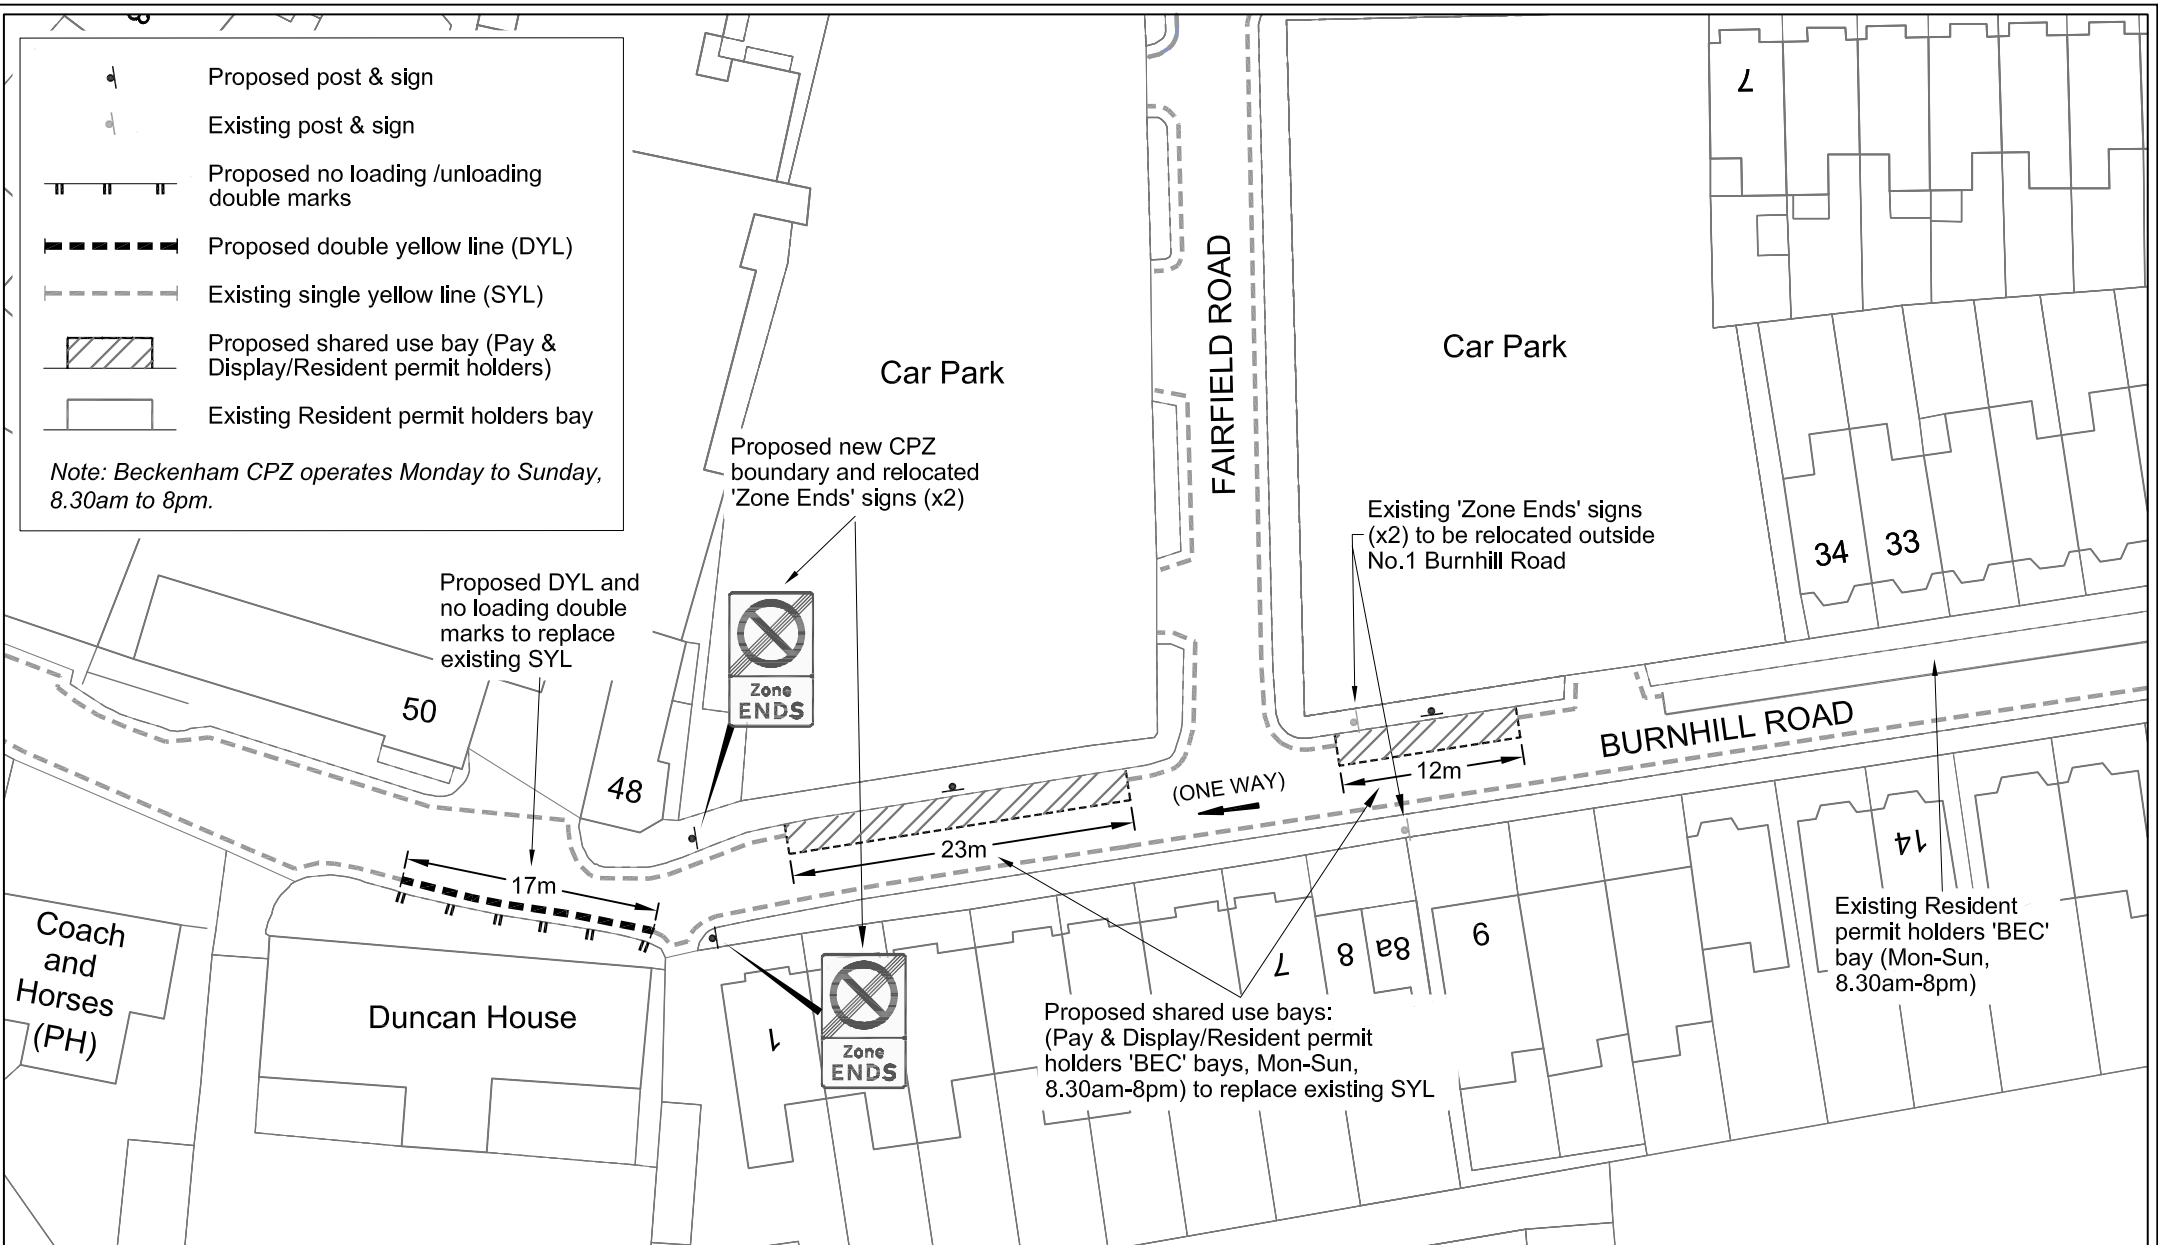 8
Proposed post & sign
Existing post & sign
Proposed no loading /unloading
double marks
Proposed double yellow line (DYL)
Existing single yellow line (SYL)
Proposed shared use bay (Pay &
Display/Resident permit holders)
Existing Resident permit holders bay
Note: Beckenham CPZ operates Monday to Sunday,
8.30am to 8pm.
Car Park
FAIRFIELD ROAD
Car Park
7
Proposed new CPZ
boundary and relocated
'Zone Ends' signs (x2)
Existing 'Zone Ends' signs
(x2) to be relocated outside
No.1 Burnhill Road
34
33
Proposed DYL and
no loading double
marks to replace
existing SYL
Zone
ENDS
50
48
BURNHILL ROAD
(ONE WAY)
12m
23m
17m
14
Coach
and
Horses
(PH)
Duncan House
1
Zone
ENDS
7
8
8a
9
Proposed shared use bays:
(Pay & Display/Resident permit
holders 'BEC' bays, Mon-Sun,
8.30am-8pm) to replace existing SYL
Existing Resident
permit holders 'BEC'
bay (Mon-Sun,
8.30am-8pm)